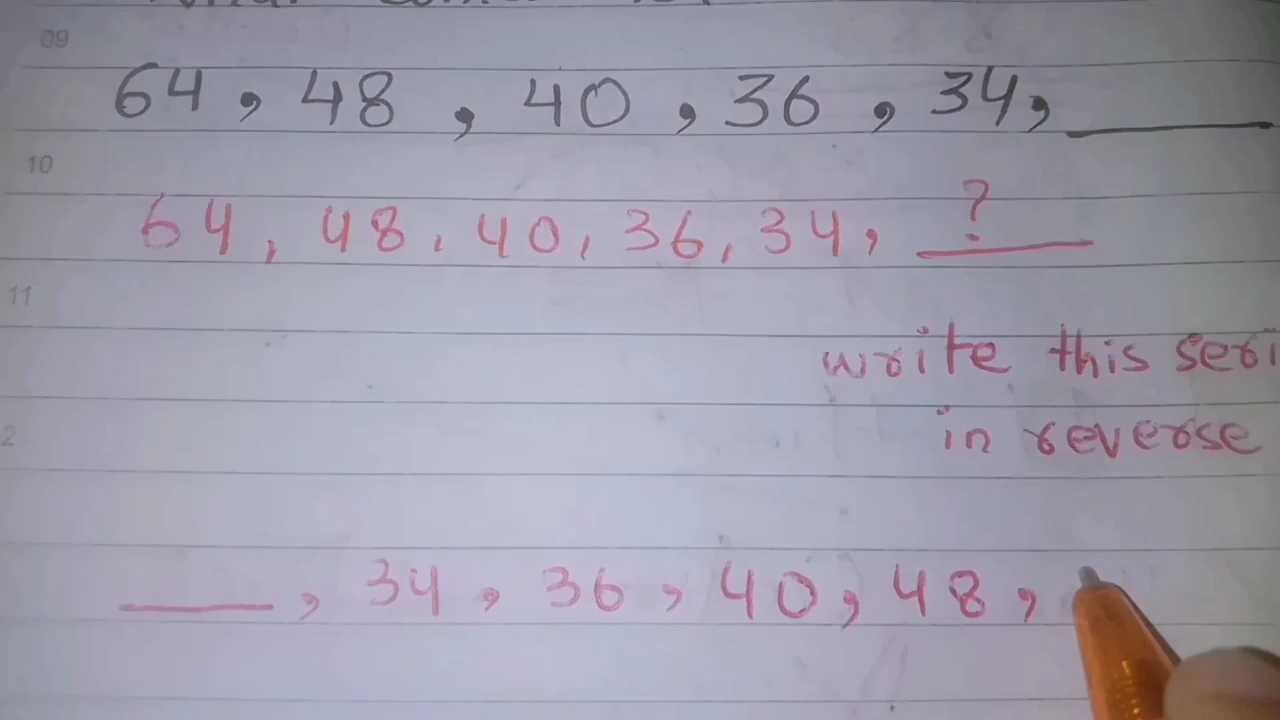 09
64, 48, 40, 36, 34, ___
10
64, 48, 40, 36, 34, ?
11
write this seri
2
in reverse
___, 34, 36, 40, 48,